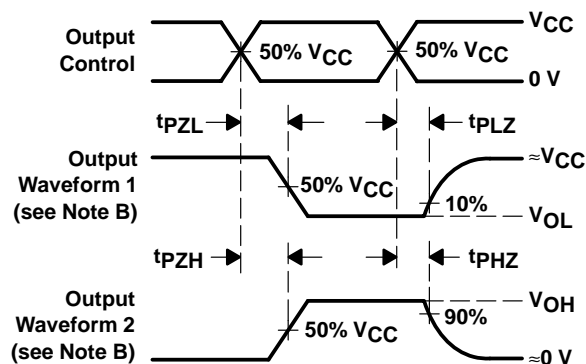 Output
Control
50% VCC
50% VCC
VCC
0 V
tPZL
tPLZ
Output
Waveform 1
(see Note B)
50% VCC
10%
≈VCC
VOL
tPZH
tPHZ
Output
Waveform 2
(see Note B)
50% VCC
90%
VOH
≈0 V